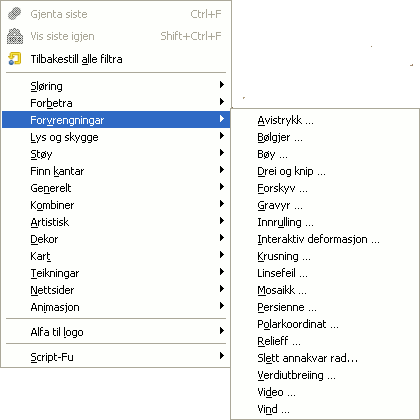 Gjenta siste Ctrl+F
Vis siste igjen Shift+Ctrl+F
Tilbakestill alle filtra
Sløring
Forbetra
Forvrengningar
Lys og skygge
Støy
Finn kantar
Generelt
Kombiner
Artistisk
Dekor
Kart
Teikningar
Nettsider
Animasjon
Alfa til logo
Script-Fu
Avistrykk ...
Bølgjer ...
Bøy ...
Drei og knip ...
Forskyv ...
Gravyr ...
Innrylling ...
Interaktiv deformasjon ...
Krusning ...
Linsefeil ...
Mosaikk ...
Persienne ...
Polarkoordinat ...
Relieff ...
Slett annakvar rad...
Verdiutbreiing ...
Video ...
Vind ...